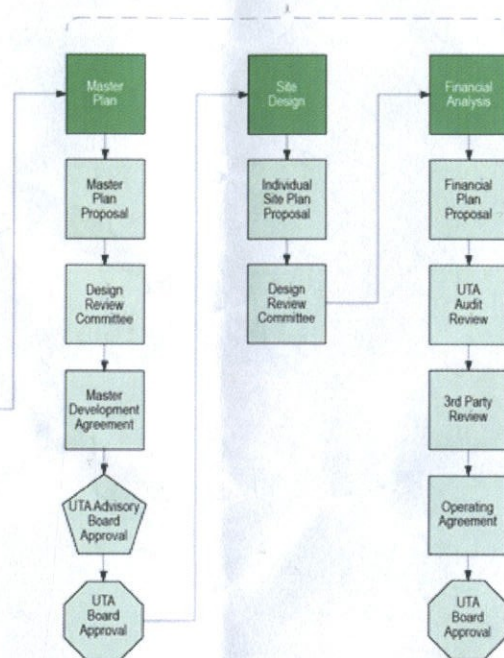 Master
Plan
Master
Plan
Proposal
Design
Review
Committee
Master
Development
Agreement
UTA Advisory
Board
Approval
UTA
Board
Approval
Site
Design
Individual
Site Plan
Proposal
Design
Review
Committee
Financial
Analysis
Financial
Plan
Proposal
UTA
Audit
Review
3rd Party
Review
Operating
Agreement
UTA
Board
Approval